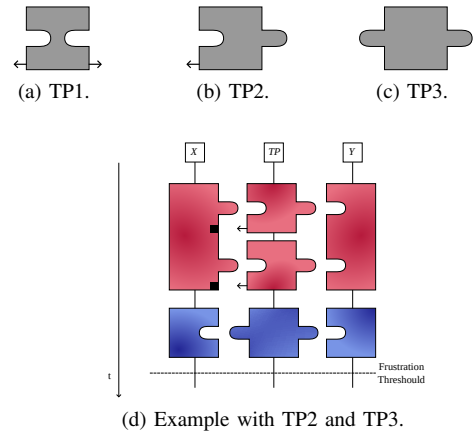 (a) TP1. (b) TP2. (c) TP3.
X TP Y
t
Frustration
Threshould
(d) Example with TP2 and TP3.